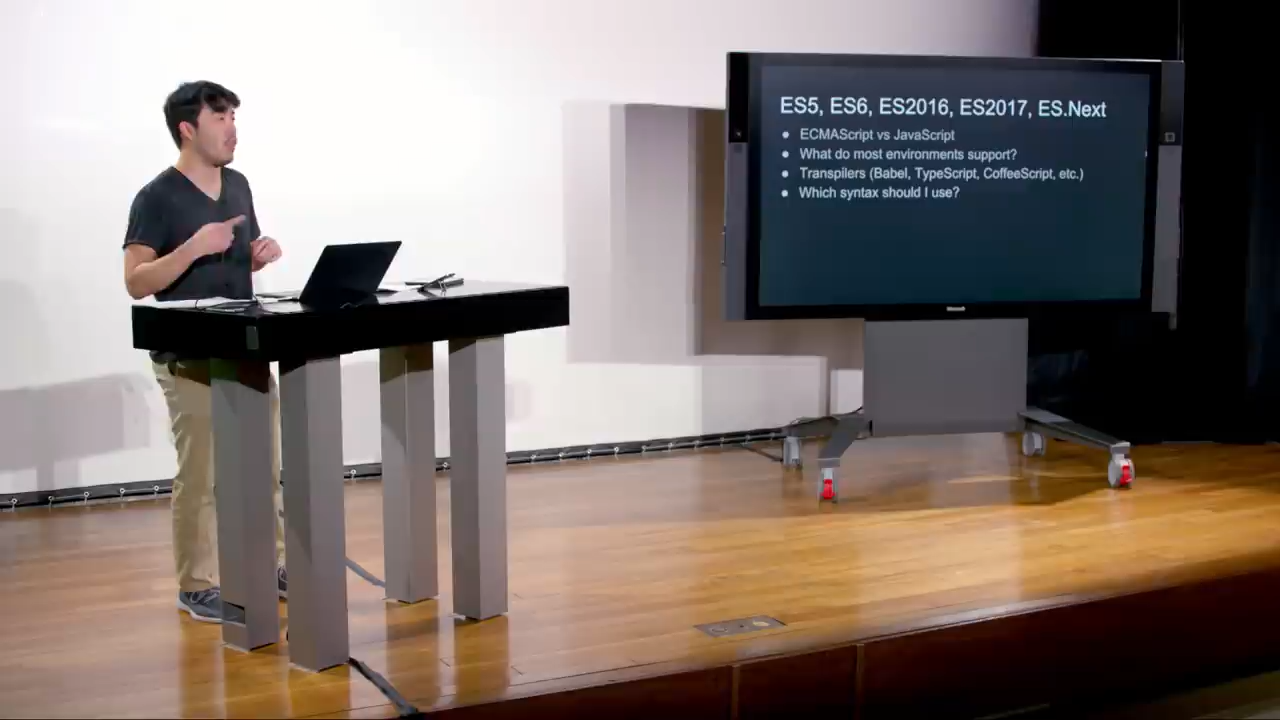 ES5, ES6, ES2016, ES2017, ES.Next
● ECMAScript vs JavaScript
● What do most environments support?
● Transpilers (Babel, TypeScript, CoffeeScript, etc.)
● Which syntax should I use?
Microsoft